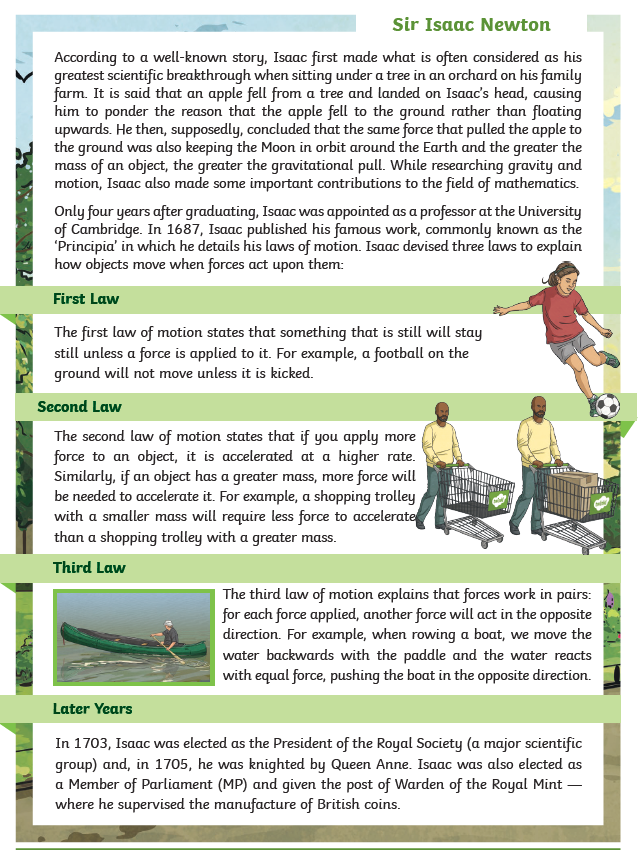 Sir Isaac Newton
According to a well-known story, Isaac first made what is often considered as his
greatest scientific breakthrough when sitting under a tree in an orchard on his family
farm. It is said that an apple fell from a tree and landed on Isaac's head, causing
him to ponder the reason that the apple fell to the ground rather than floating
upwards. He then, supposedly, concluded that the same force that pulled the apple to
the ground was also keeping the Moon in orbit around the Earth and the greater the
mass of an object, the greater the gravitational pull. While researching gravity and
motion, Isaac also made some important contributions to the field of mathematics.
Only four years after graduating, Isaac was appointed as a professor at the University
of Cambridge. In 1687, Isaac published his famous work, commonly known as the
'Principia' in which he details his laws of motion. Isaac devised three laws to explain
how objects move when forces act upon them:
First Law
The first law of motion states that something that is still will stay
still unless a force is applied to it. For example, a football on the
ground will not move unless it is kicked.
Second Law
The second law of motion states that if you apply more
force to an object, it is accelerated at a higher rate.
Similarly, if an object has a greater mass, more force will
be needed to accelerate it. For example, a shopping trolley
with a smaller mass will require less force to accelerate
than a shopping trolley with a greater mass.
Third Law
The third law of motion explains that forces work in pairs:
for each force applied, another force will act in the opposite
direction. For example, when rowing a boat, we move the
water backwards with the paddle and the water reacts
with equal force, pushing the boat in the opposite direction.
Later Years
In 1703, Isaac was elected as the President of the Royal Society (a major scientific
group) and, in 1705, he was knighted by Queen Anne. Isaac was also elected as
a Member of Parliament (MP) and given the post of Warden of the Royal Mint —
where he supervised the manufacture of British coins.